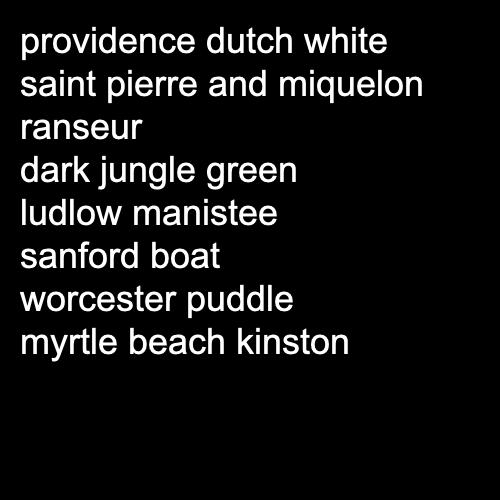 providence dutch white
saint pierre and miquelon
ranseur
dark jungle green
ludlow manistee
sanford boat
worcester puddle
myrtle beach kinston